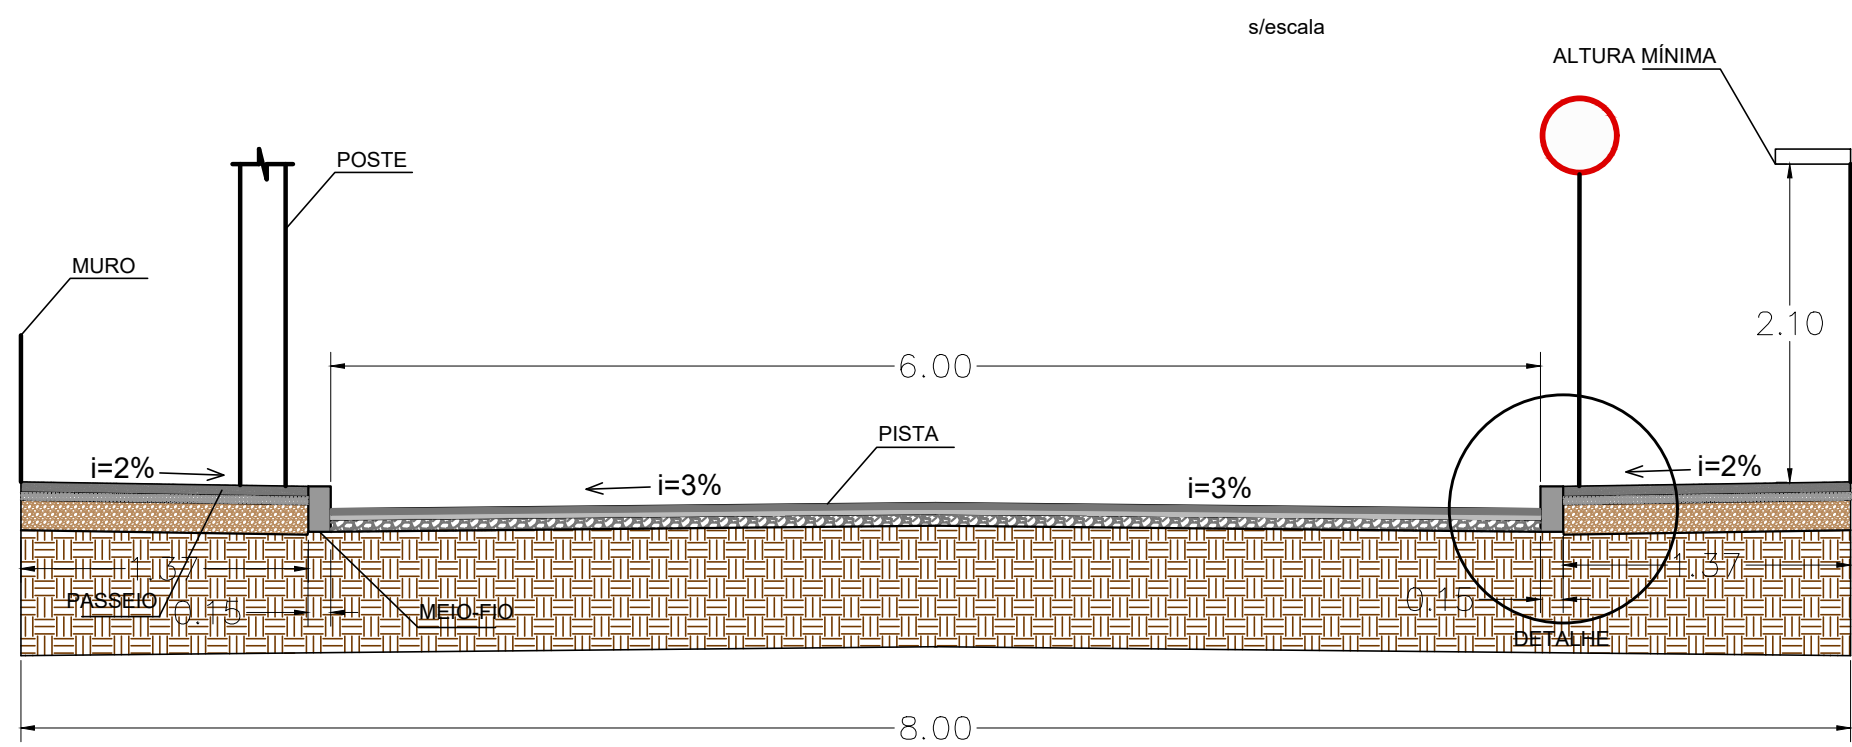 s/escala
ALTURA MÍNIMA
POSTE
MURO
2.10
6.00
PISTA
i=2%
i=3%
i=3%
i=2%
1.37
1.37
PASSEIO
0.15
MEIO-FIO
0.15
DETALHE
8.00